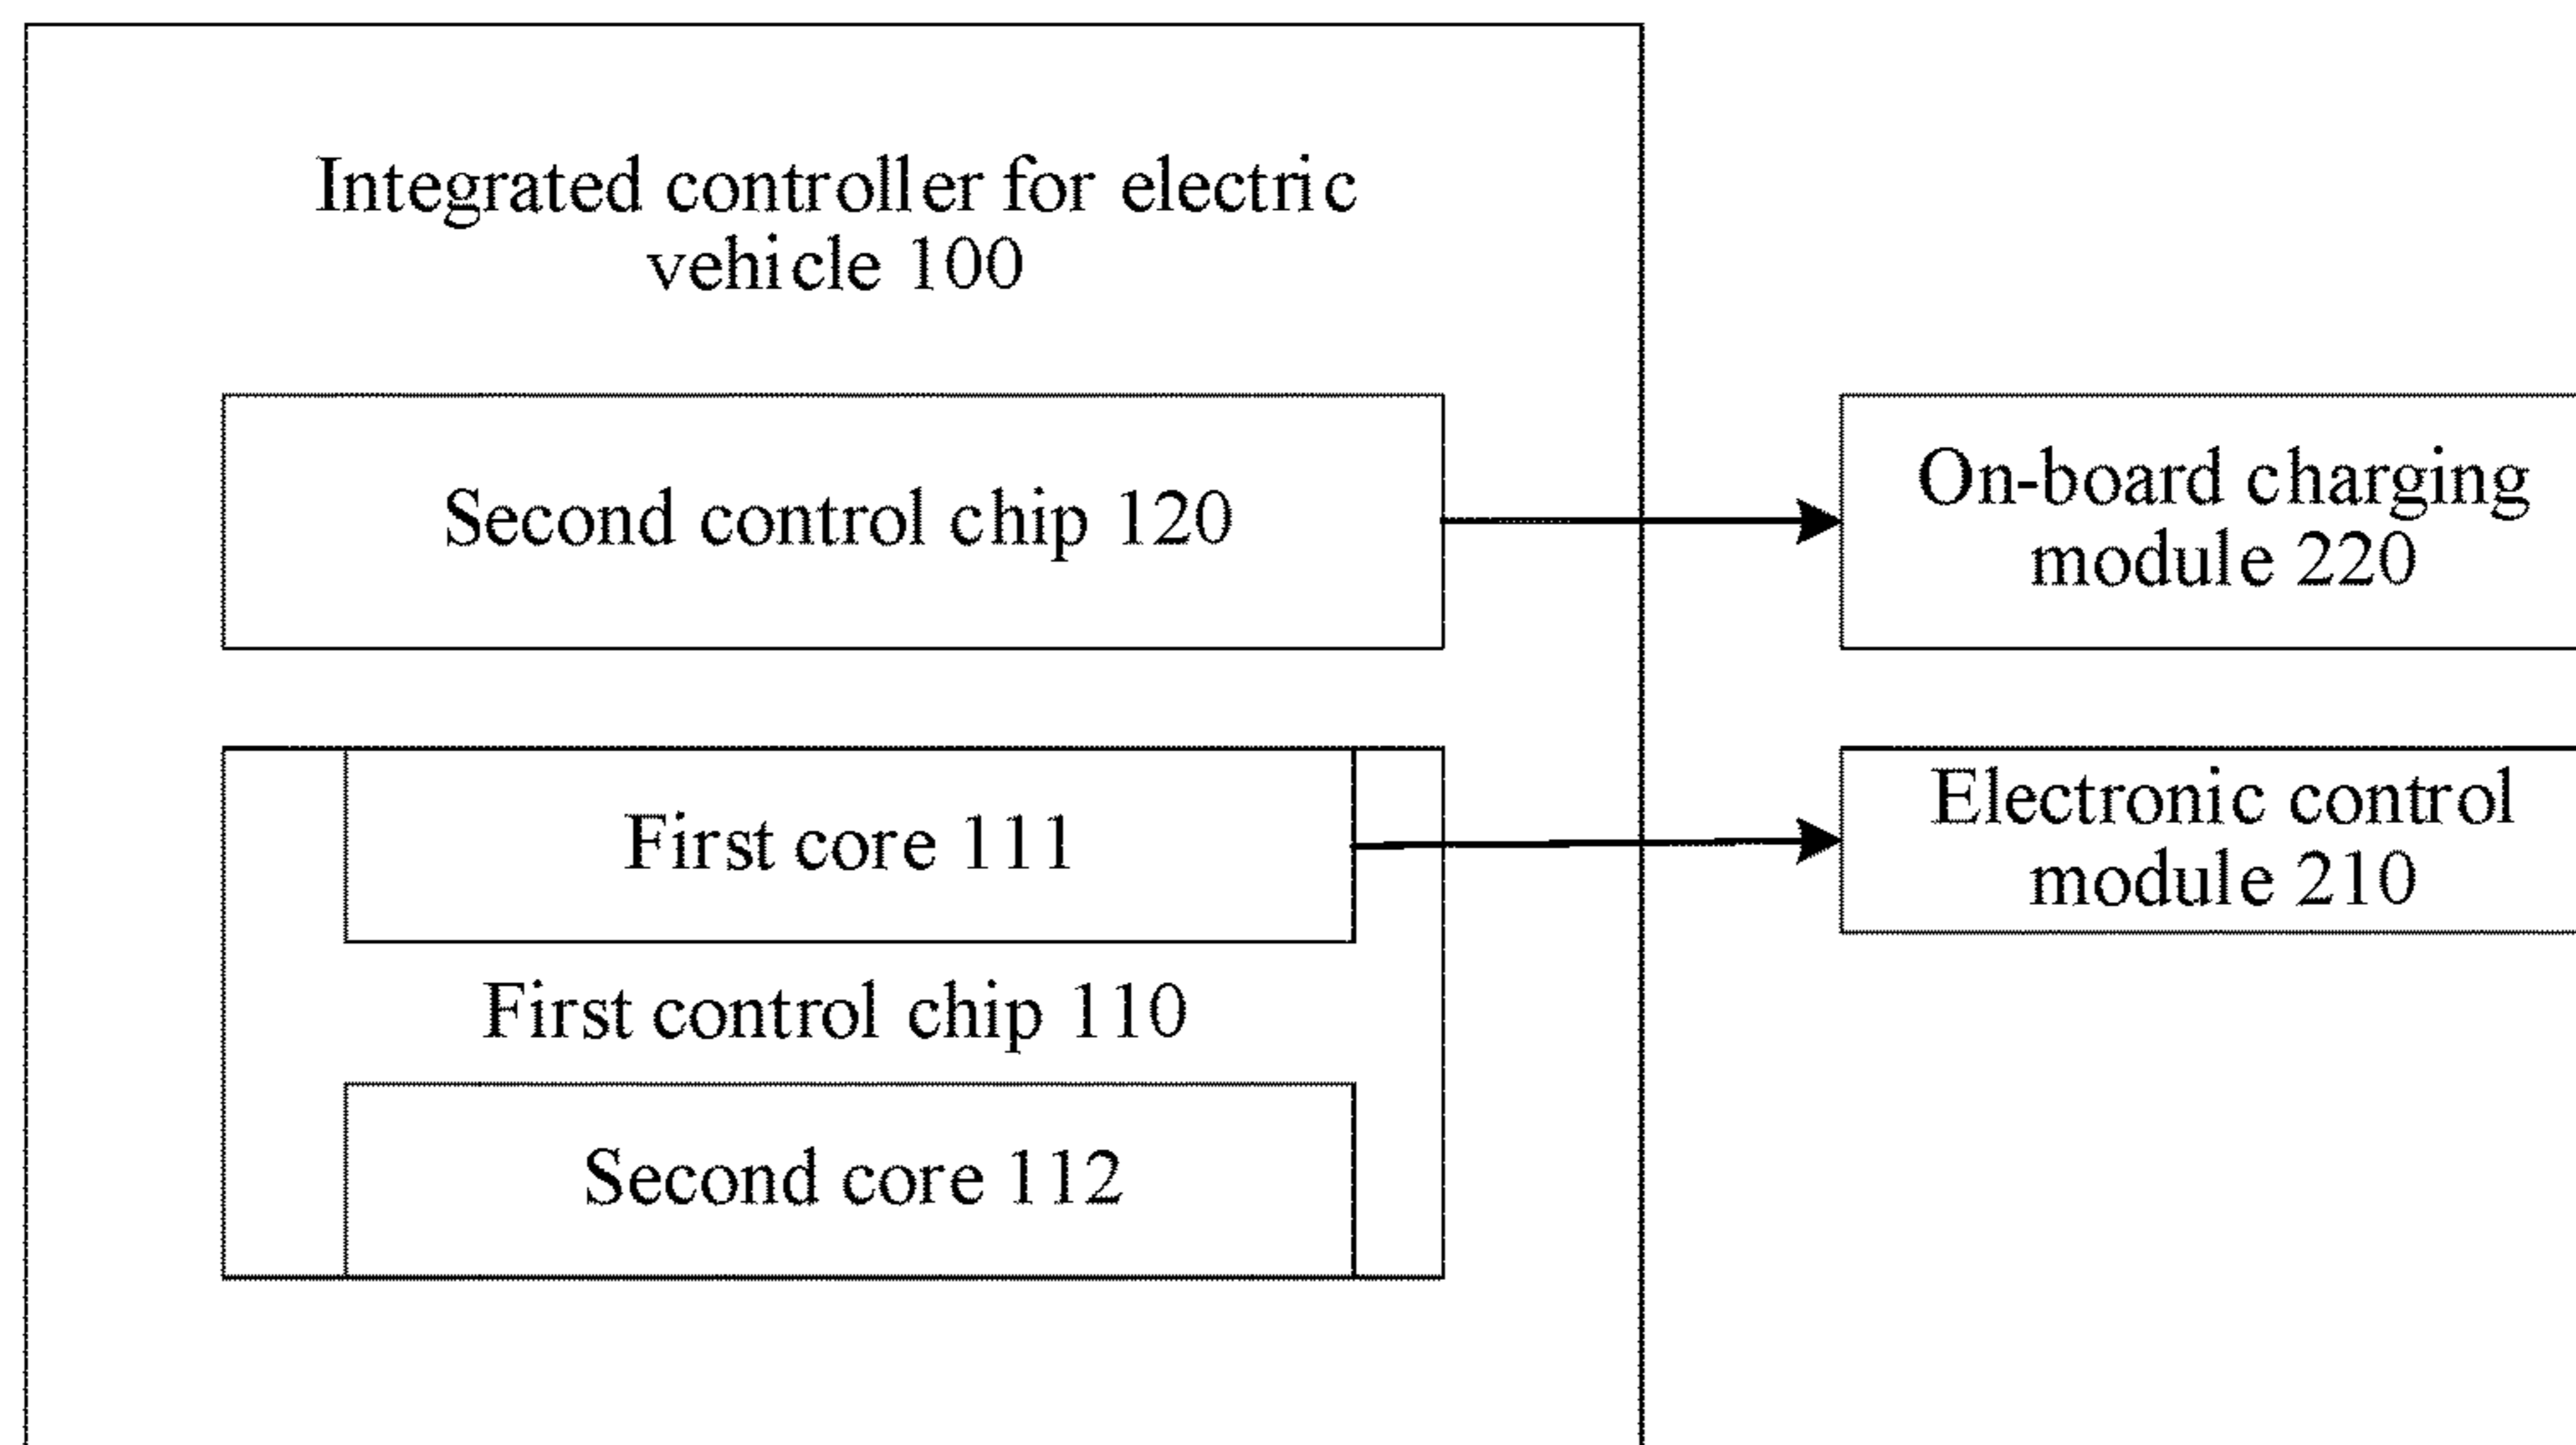 Integrated controller for electric
vehicle 100
Second control chip 120
On-board charging
module 220
First core 111
Electronic control
module 210
First control chip 110
Second core 112